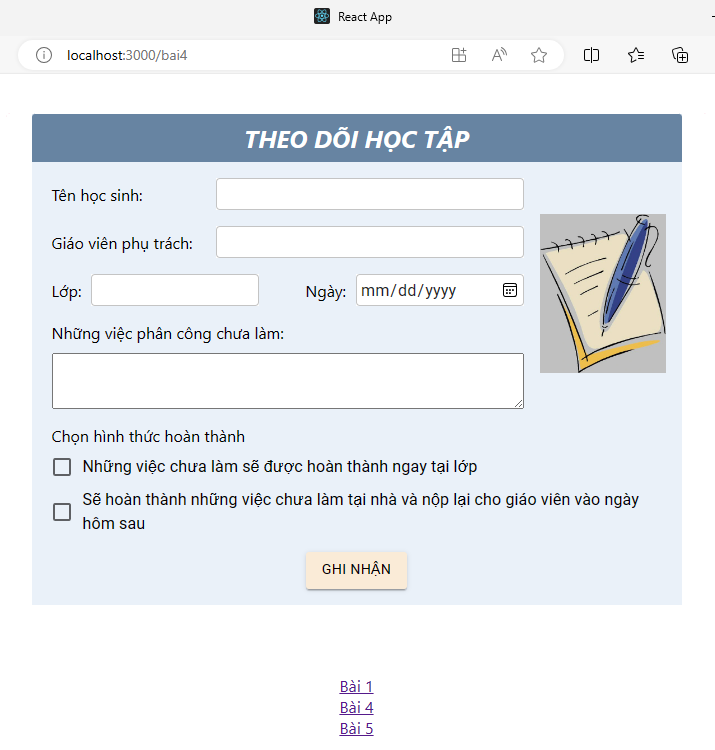 React App
localhost:3000/bai4
THEO DÕI HỌC TẬP
Tên học sinh:
Giáo viên phụ trách:
Lớp:
Ngày: mm/dd/yyyy
Những việc phân công chưa làm:
Chọn hình thức hoàn thành
Những việc chưa làm sẽ được hoàn thành ngay tại lớp
Sẽ hoàn thành những việc chưa làm tại nhà và nộp lại cho giáo viên vào ngày
hôm sau
GHI NHẬN
Bài 1
Bài 4
Bài 5